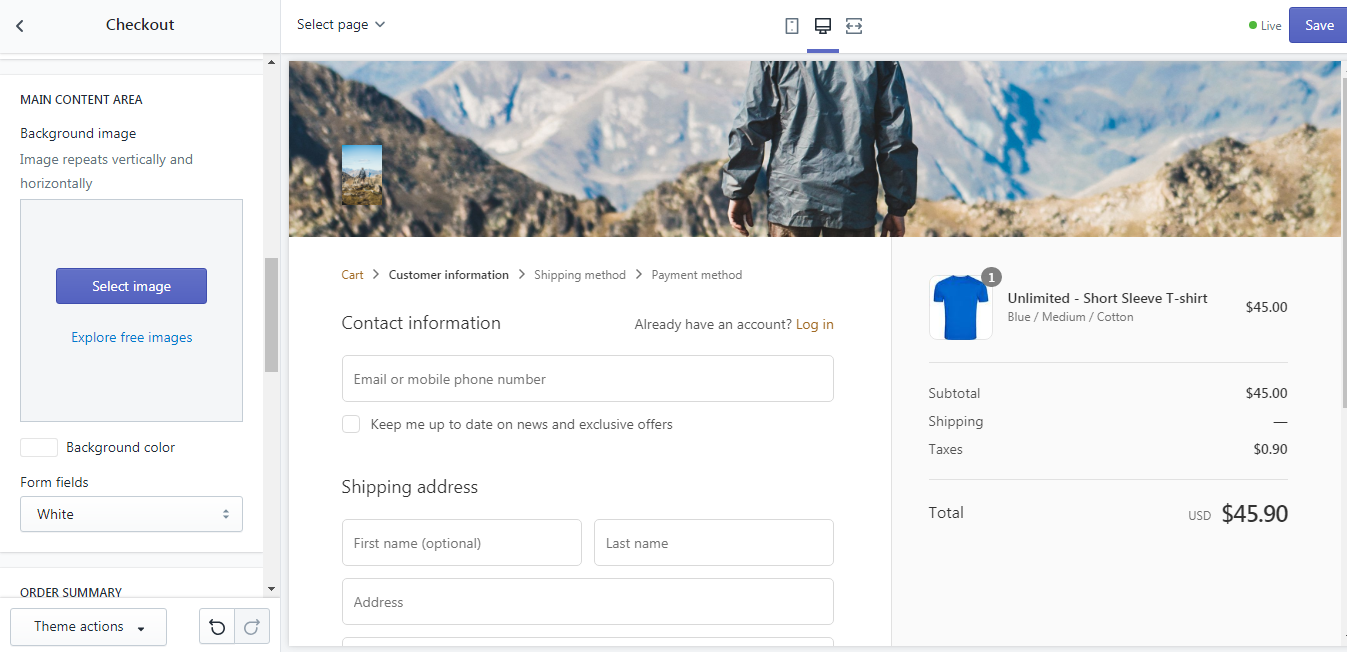 Checkout
Select page
Live
Save
MAIN CONTENT AREA
Background image
Image repeats vertically and
horizontally
Select image
Explore free images
Background color
Form fields
White
ORDER SUMMARY
Theme actions
Cart > Customer information > Shipping method > Payment method
Contact information
Already have an account? Log in
Email or mobile phone number
Keep me up to date on news and exclusive offers
Shipping address
First name (optional)
Last name
Address
1
Unlimited - Short Sleeve T-shirt
$45.00
Blue / Medium / Cotton
Subtotal $45.00
Shipping —
Taxes $0.90
Total USD $45.90